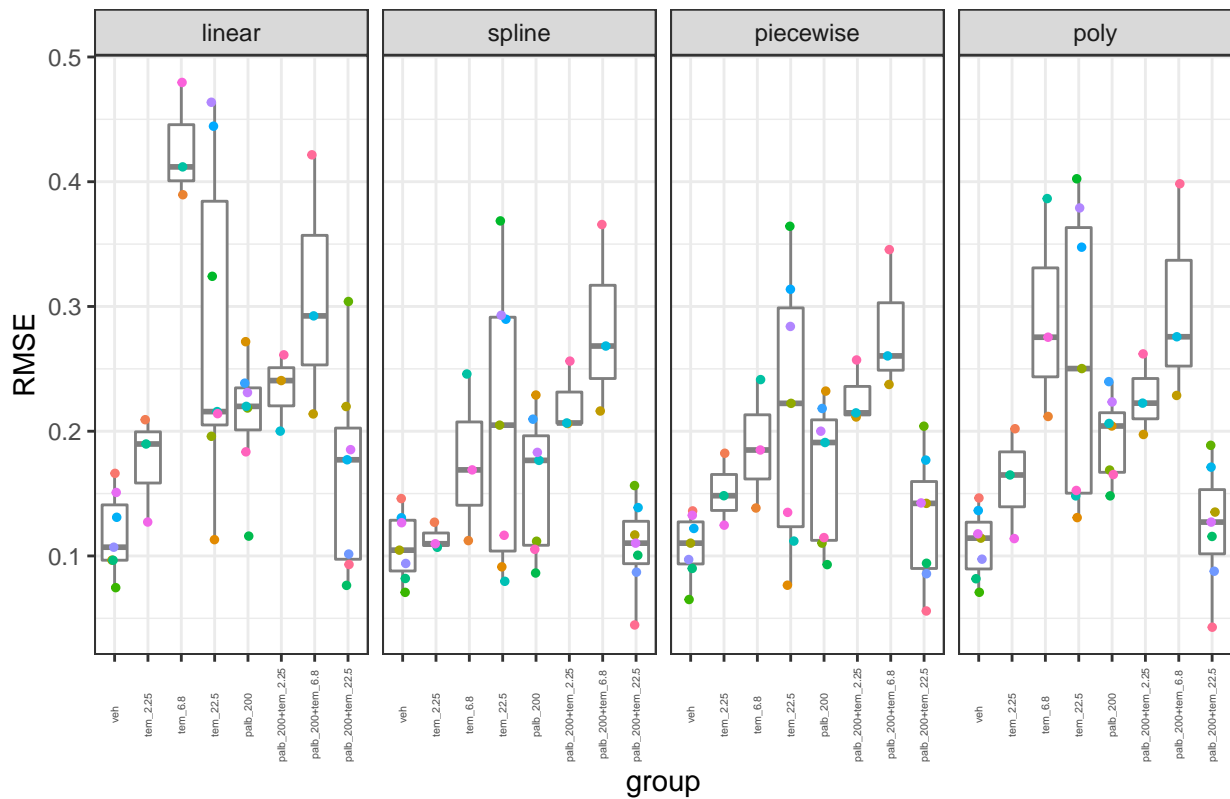 linear spline piecewise poly
0.5
0.4
0.3
0.2
0.1
RMSE
veh tem_2.25 tem_6.8 tem_22.5 palb_200 palb_200+tem_2.25 palb_200+tem_6.8 palb_200+tem_22.5 veh tem_2.25 tem_6.8 tem_22.5 palb_200 palb_200+tem_2.25 palb_200+tem_6.8 palb_200+tem_22.5 veh tem_2.25 tem_6.8 tem_22.5 palb_200 palb_200+tem_2.25 palb_200+tem_6.8 palb_200+tem_22.5 veh tem_2.25 tem_6.8 tem_22.5 palb_200 palb_200+tem_2.25 palb_200+tem_6.8 palb_200+tem_22.5
group